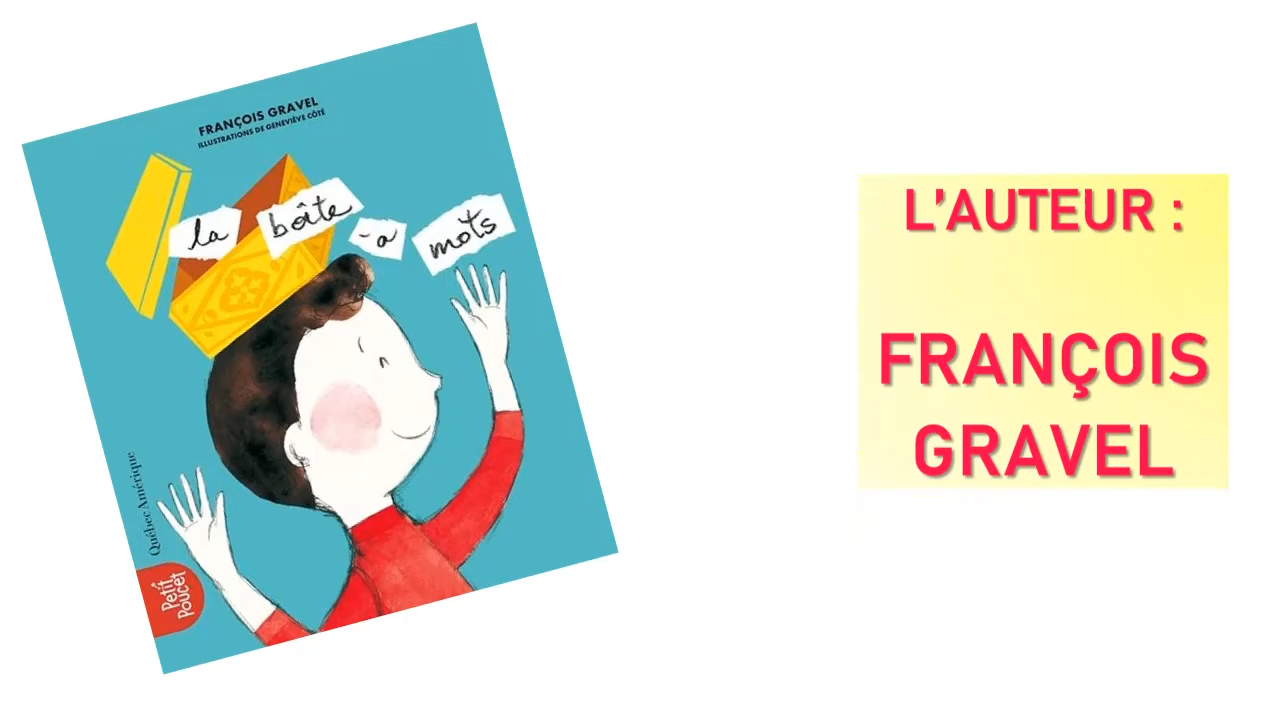 FRANÇOIS GRAVEL
ILLUSTRATIONS DE GENEVIÈVE CÔTÉ
la boîte -à mots
Québec Amérique
Petit
Poucet
L'AUTEUR :
FRANÇOIS
GRAVEL